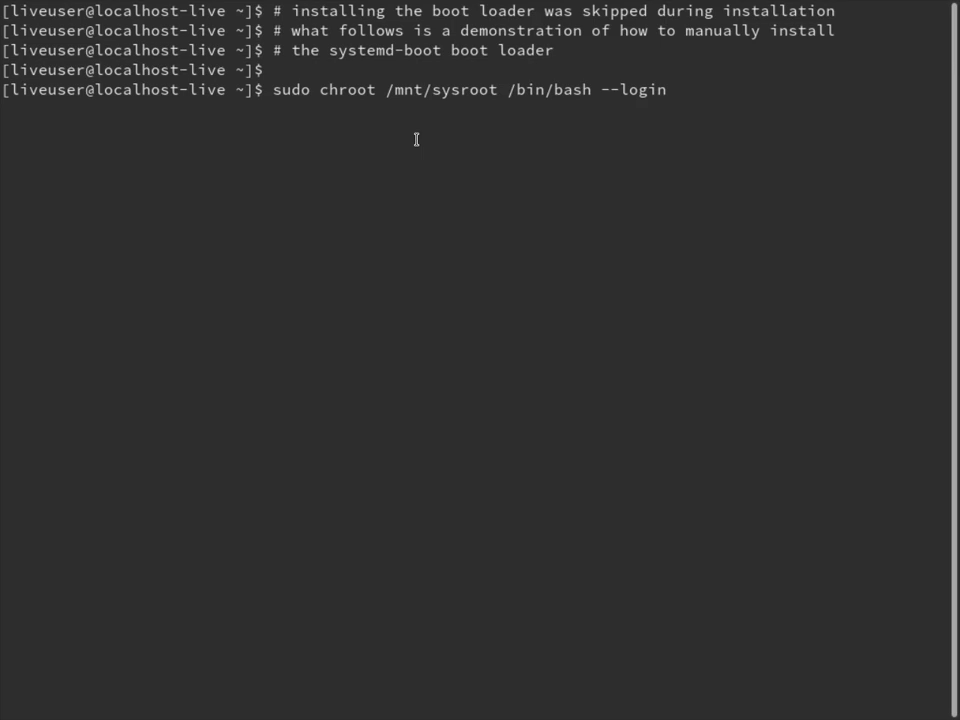 [liveuser@localhost-live ~]$ # installing the boot loader was skipped during installation
[liveuser@localhost-live ~]$ # what follows is a demonstration of how to manually install
[liveuser@localhost-live ~]$ # the systemd-boot boot loader
[liveuser@localhost-live ~]$
[liveuser@localhost-live ~]$ sudo chroot /mnt/sysroot /bin/bash --login